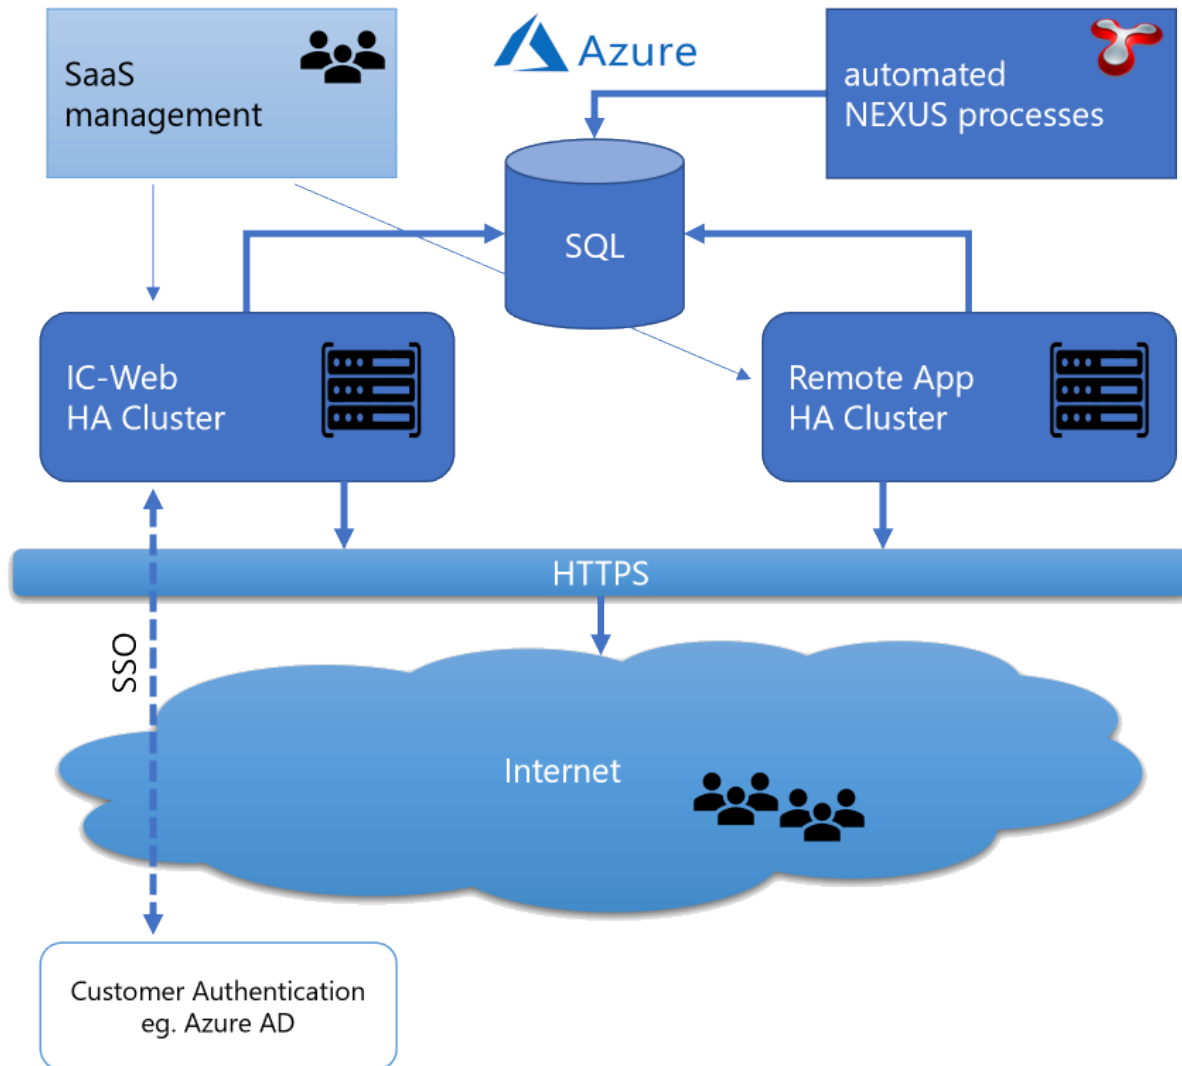 SaaS
management
Azure
automated
NEXUS processes
SQL
IC-Web
HA Cluster
Remote App
HA Cluster
HTTPS
SSO
Internet
Customer Authentication
eg. Azure AD